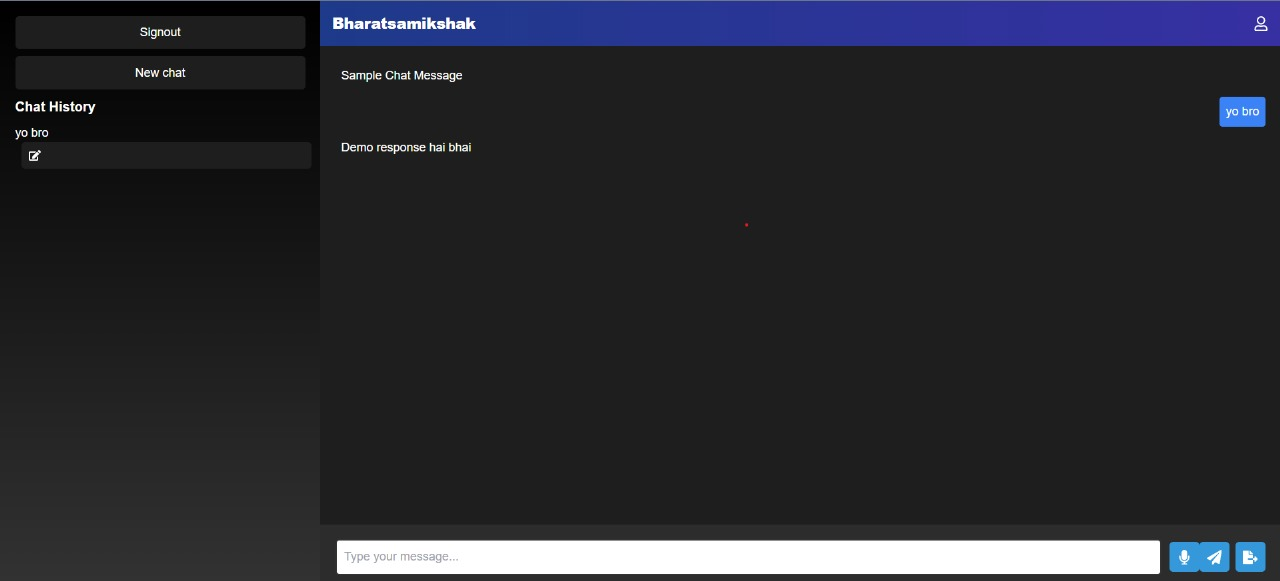 Signout
New chat
Chat History
yo bro
Bharatsamikshak
Sample Chat Message
yo bro
Demo response hai bhai
Type your message...